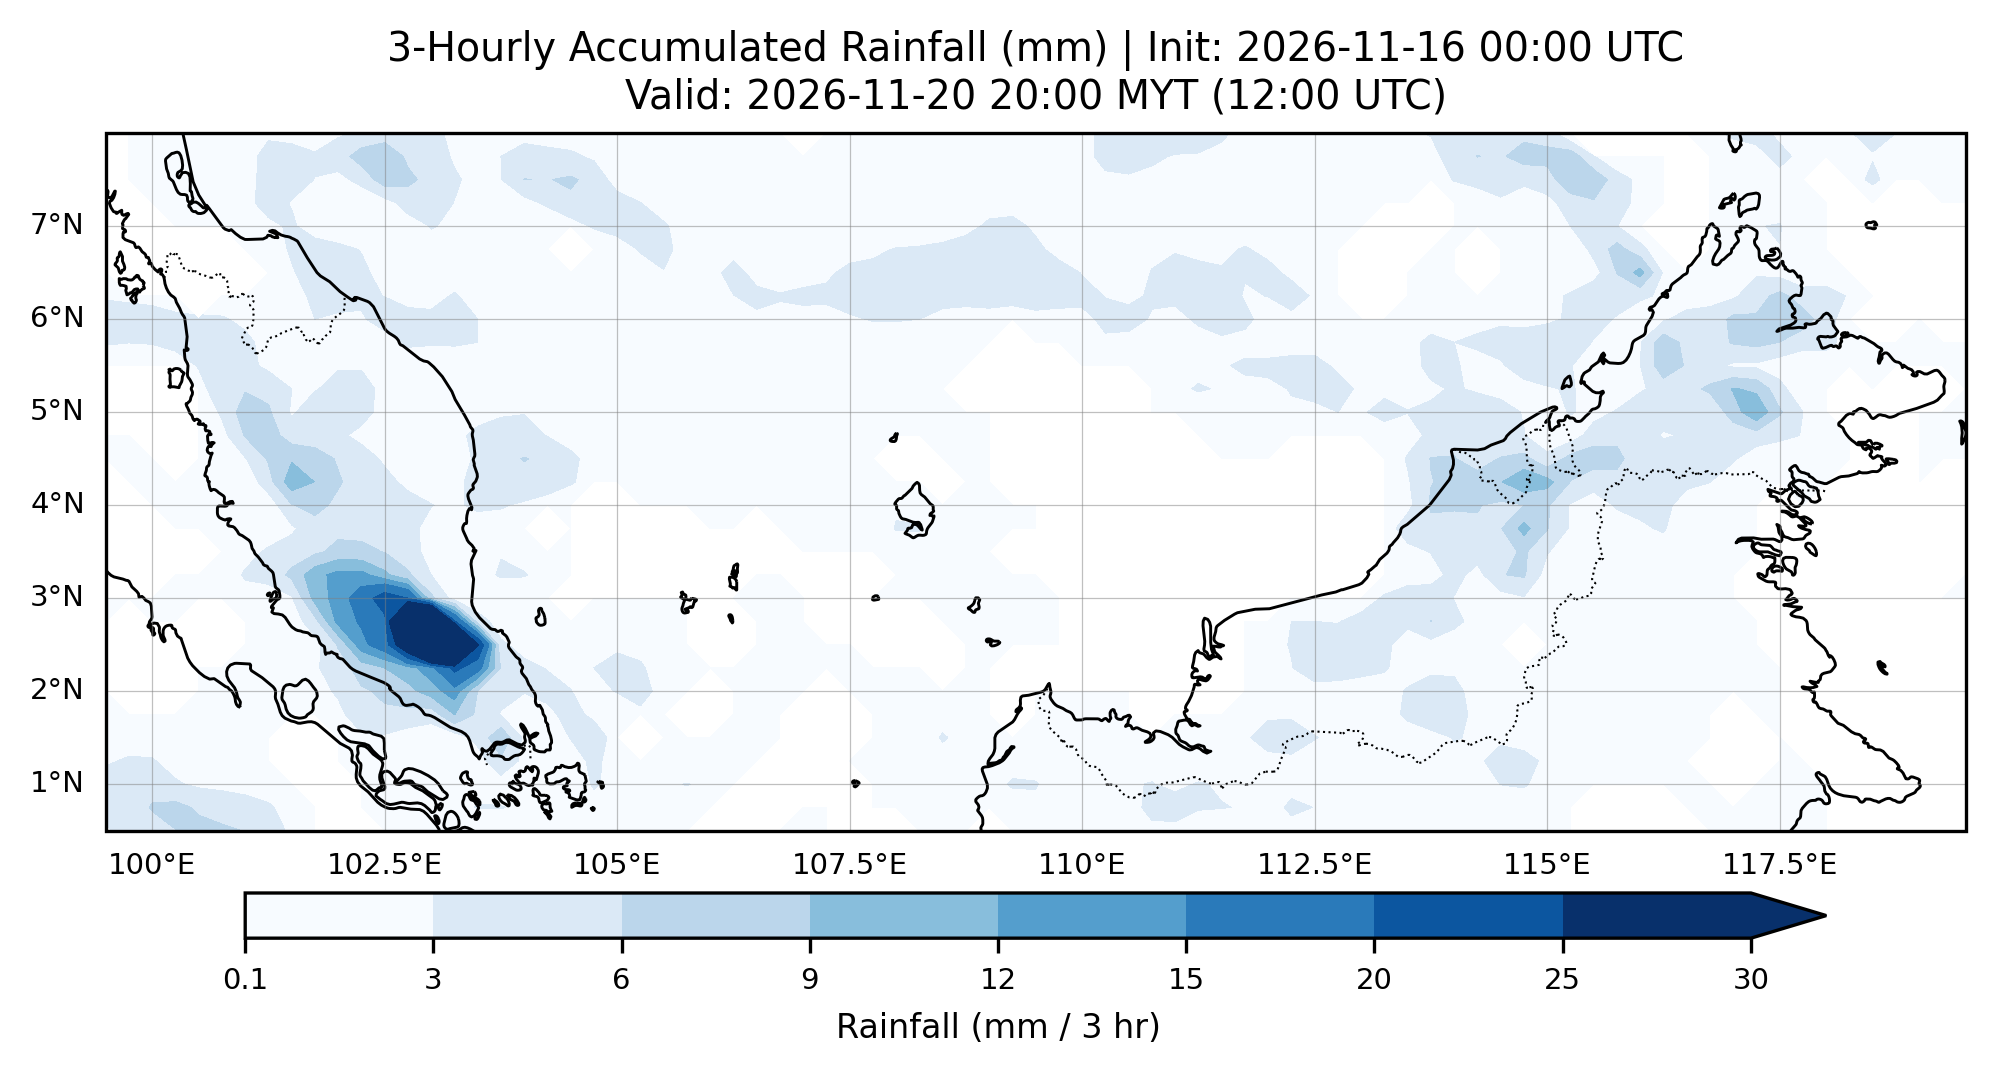 3-Hourly Accumulated Rainfall (mm) | Init: 2026-11-16 00:00 UTC
Valid: 2026-11-20 20:00 MYT (12:00 UTC)
7°N
6°N
5°N
4°N
3°N
2°N
1°N
100°E 102.5°E 105°E 107.5°E 110°E 112.5°E 115°E 117.5°E
0.1 3 6 9 12 15 20 25 30
Rainfall (mm / 3 hr)